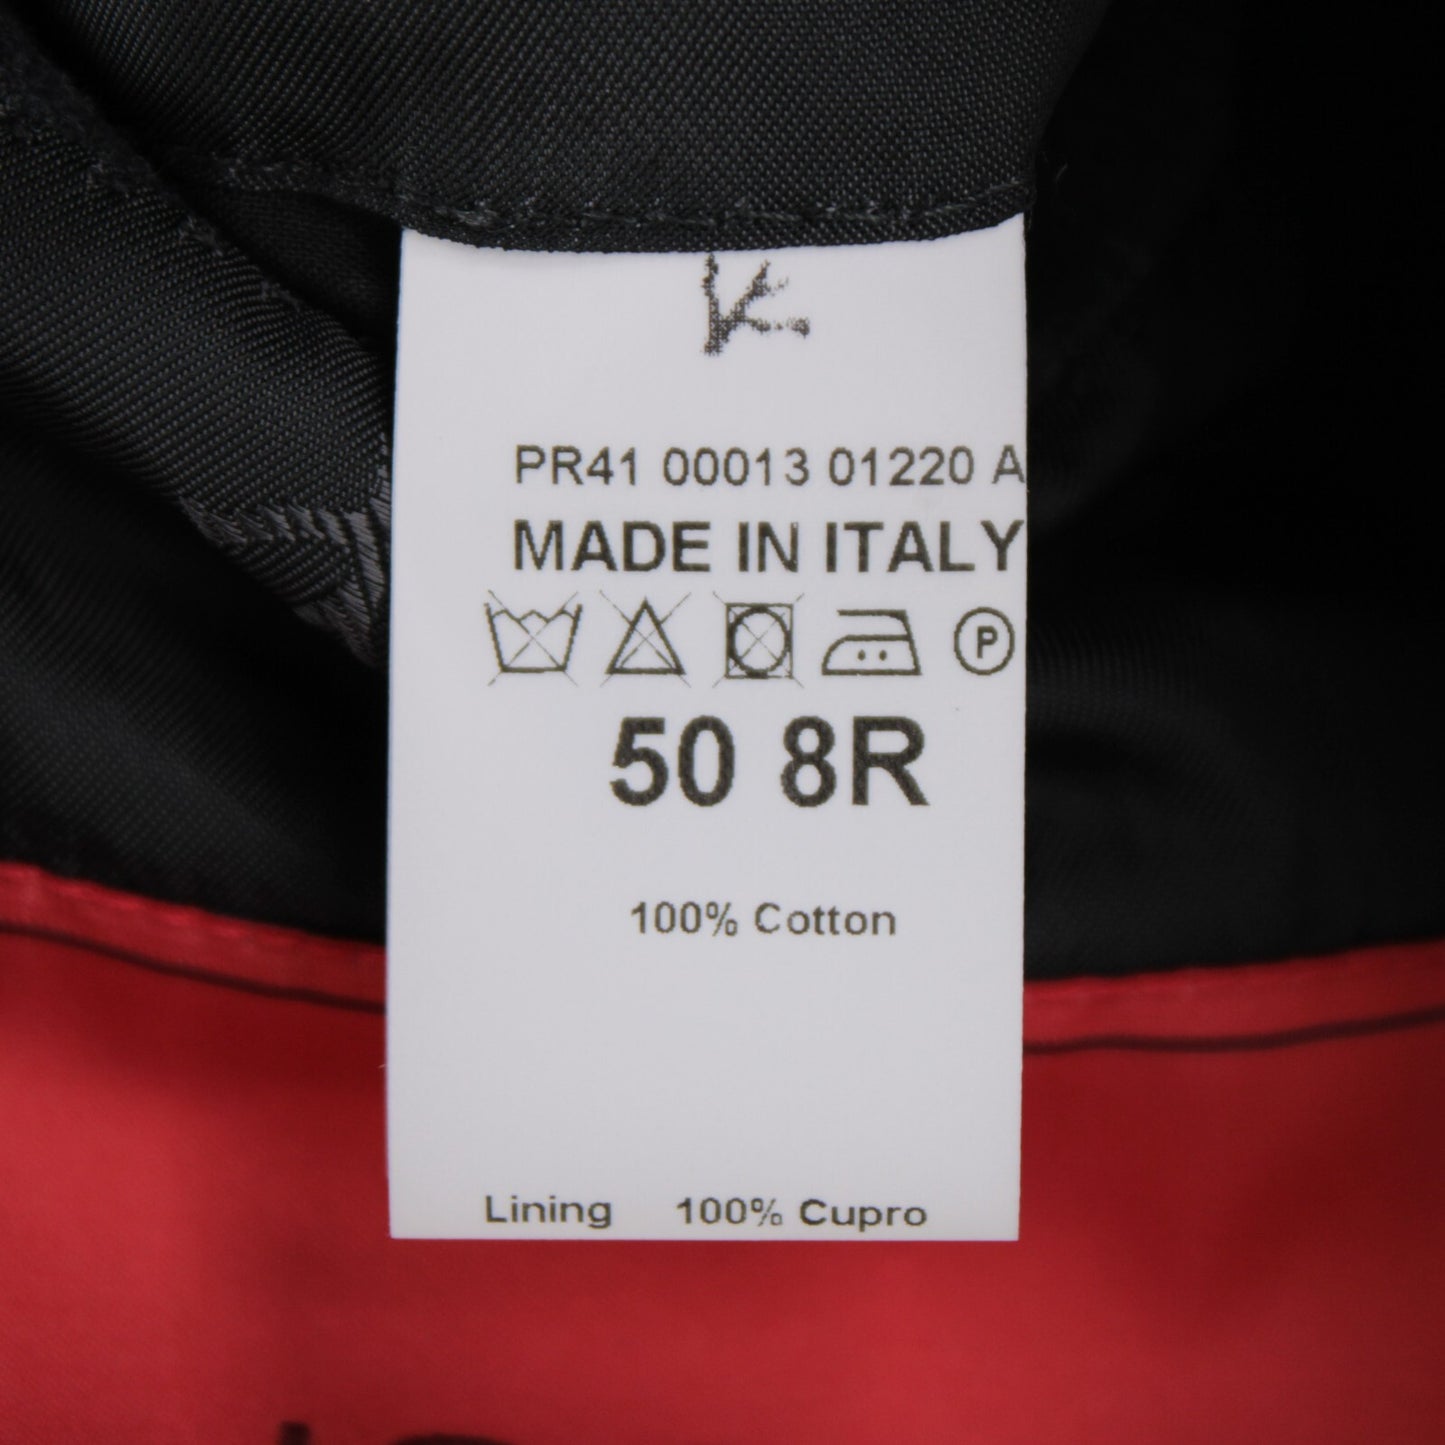 PR41 00013 01220 A
MADE IN ITALY
P
50 8R
100% Cotton
Lining 100% Cupro